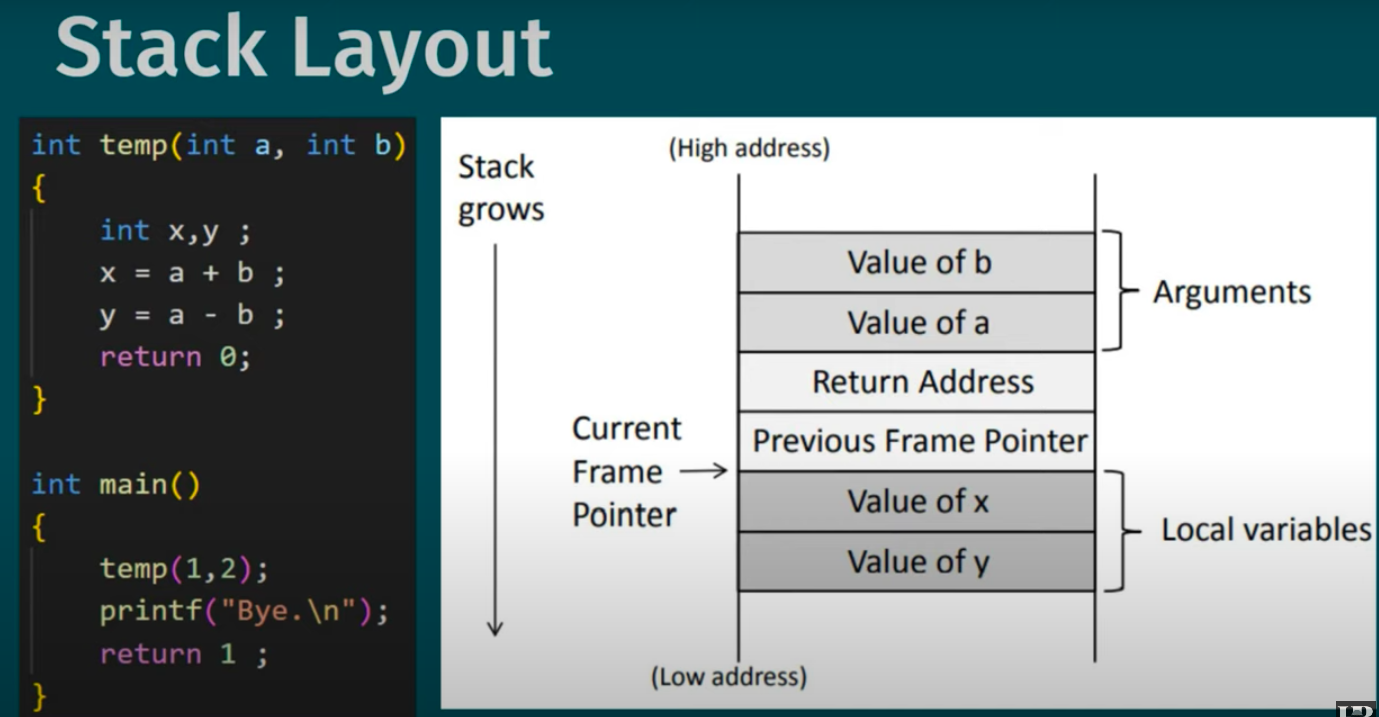 Stack Layout
int temp(int a, int b)
{
int x,y ;
x = a + b ;
y = a - b ;
return 0;
}
int main()
{
temp(1,2);
printf("Bye.\n");
return 1 ;
}
(High address)
Stack
grows
Value of b
Value of a
Arguments
Return Address
Previous Frame Pointer
Current
Frame
Pointer
Value of x
Value of y
Local variables
(Low address)